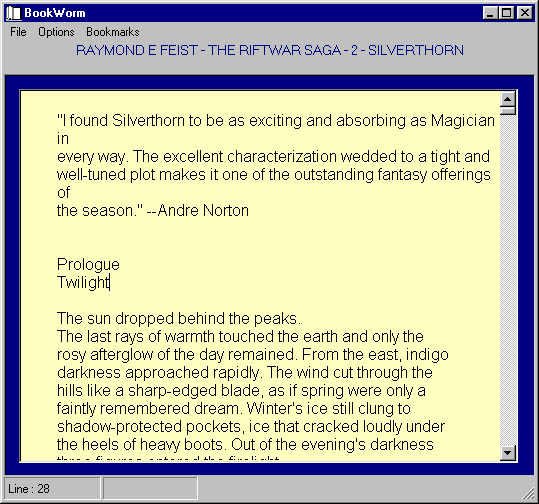 BookWorm
File Options Bookmarks
RAYMOND E FEIST - THE RIFTWAR SAGA - 2 - SILVERTHORN
"I found Silverthorn to be as exciting and absorbing as Magician
in
every way. The excellent characterization wedded to a tight and
well-tuned plot makes it one of the outstanding fantasy offerings
of
the season." --Andre Norton
Prologue
Twilight
The sun dropped behind the peaks.
The last rays of warmth touched the earth and only the
rosy afterglow of the day remained. From the east, indigo
darkness approached rapidly. The wind cut through the
hills like a sharp-edged blade, as if spring were only a
faintly remembered dream. Winter's ice still clung to
shadow-protected pockets, ice that cracked loudly under
the heels of heavy boots. Out of the evening's darkness
three figures entered the firelight.
Line : 28